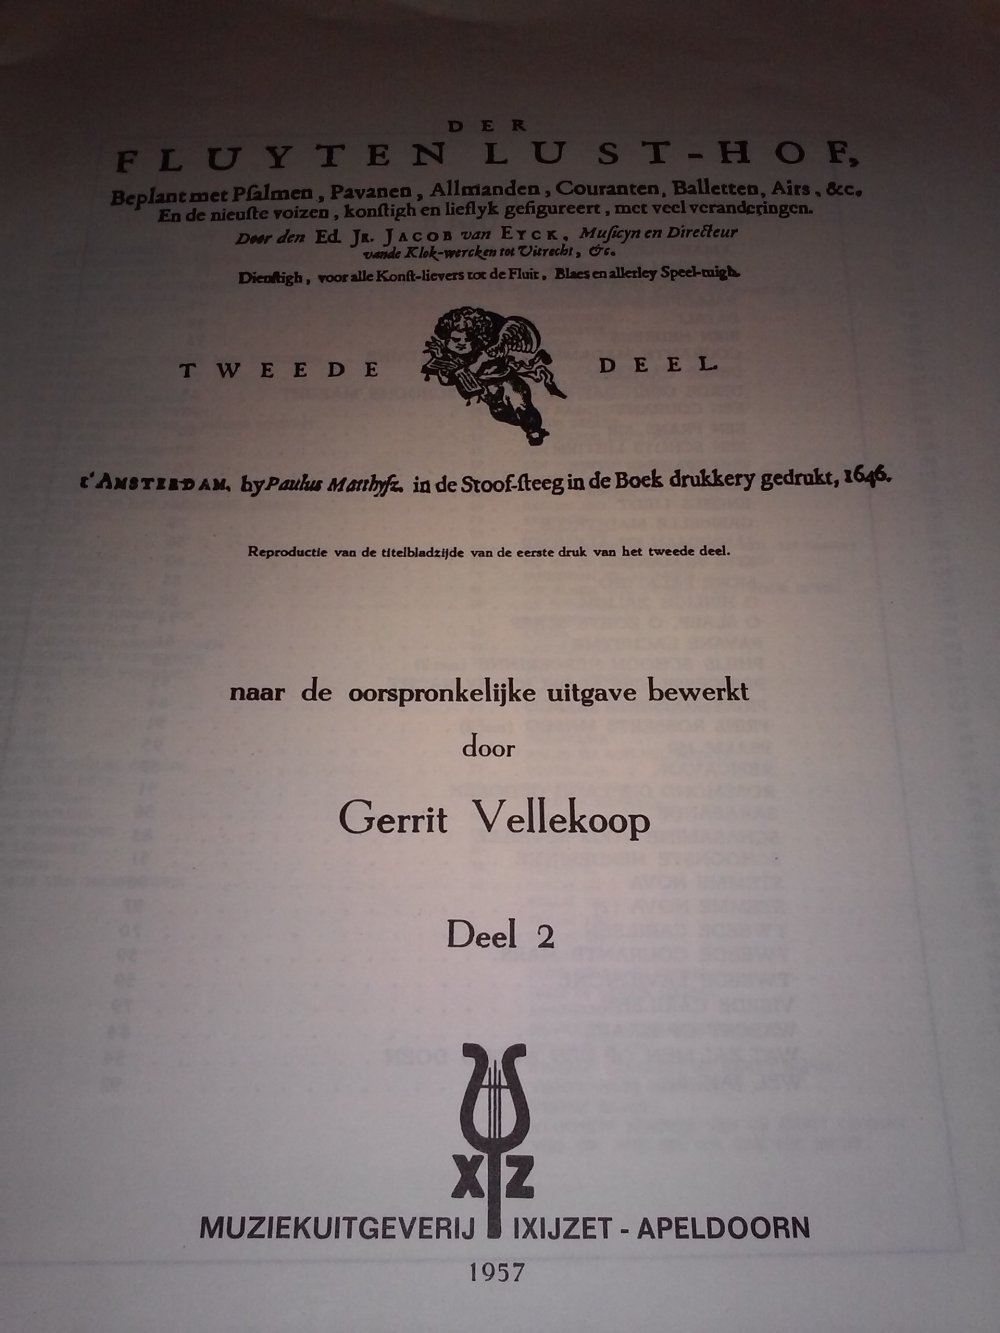 DER
FLUYTEN LUST-HOF,
Beplant met Pſalmen, Pavanen, Allmanden, Couranten, Balletten, Airs, &c.
En de nieuſte voizen, konſtigh en lieflyk gefigureert, met veel veranderingen.
Door den Ed. JR. JACOB van EYCK, Muſicyn en Directeur
vande Klok-wercken tot Uitrecht, &c.
Dienſtigh, voor alle Konſt-lievers tot de Fluit, Blaes en allerley Speel-tuigh.
TWEEDE DEEL
t'AMSTERDAM, by Paulus Matthyſz. in de Stoof-ſteeg in de Boek drukkery gedrukt, 1646.
Reproductie van de titelbladzijde van de eerste druk van het tweede deel.
naar de oorspronkelijke uitgave bewerkt
door
Gerrit Vellekoop
Deel 2
XYZ
MUZIEKUITGEVERIJ IXIJZET - APELDOORN
1957